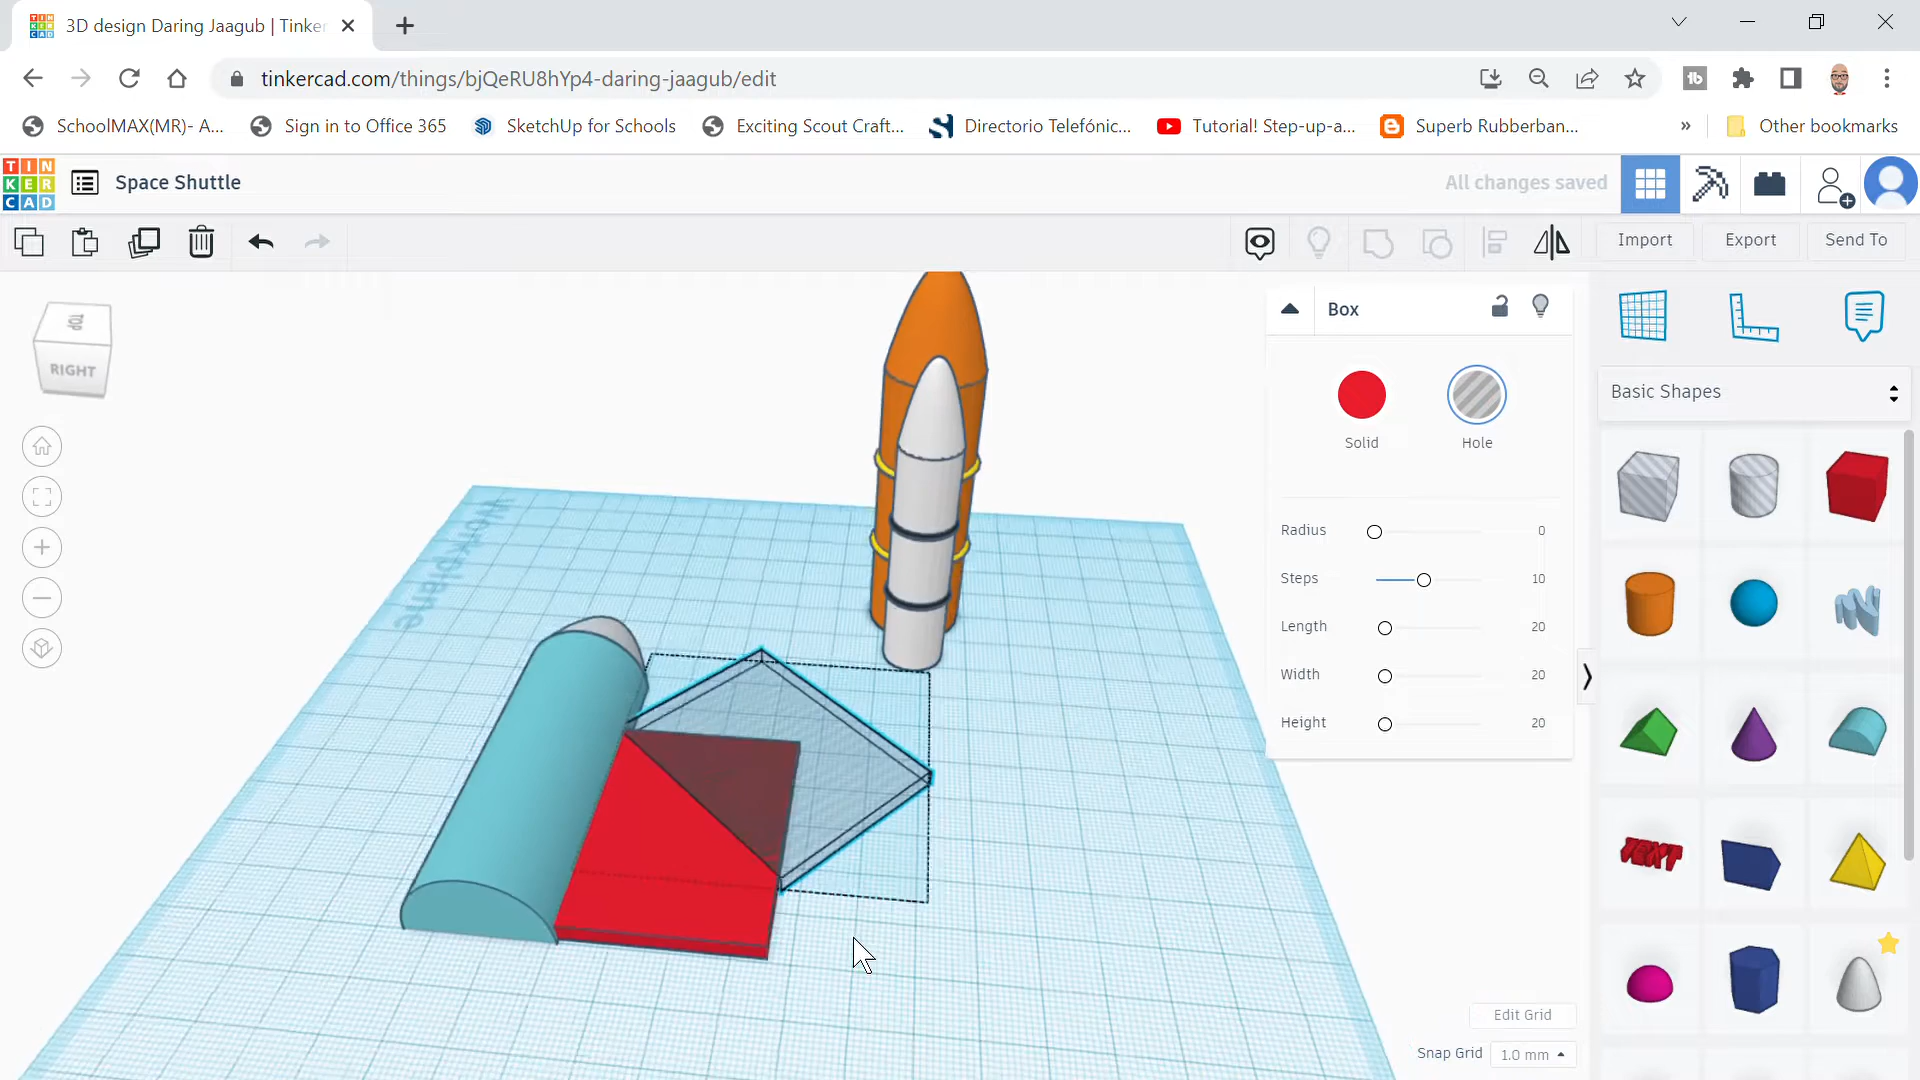 3D design Daring Jaagub | Tinker
tinkercad.com/things/bjQeRU8hYp4-daring-jaagub/edit
SchoolMAX(MR)- A...
Sign in to Office 365
SketchUp for Schools
Exciting Scout Craft...
Directorio Telefónic...
Tutorial! Step-up-a...
Superb Rubberban...
»
Other bookmarks
TIN
KER
CAD
Space Shuttle
All changes saved
Import
Export
Send To
TOP
RIGHT
Workplane
Box
Solid
Hole
Radius 0
Steps 10
Length 20
Width 20
Height 20
Basic Shapes
TEXT
Edit Grid
Snap Grid 1.0 mm